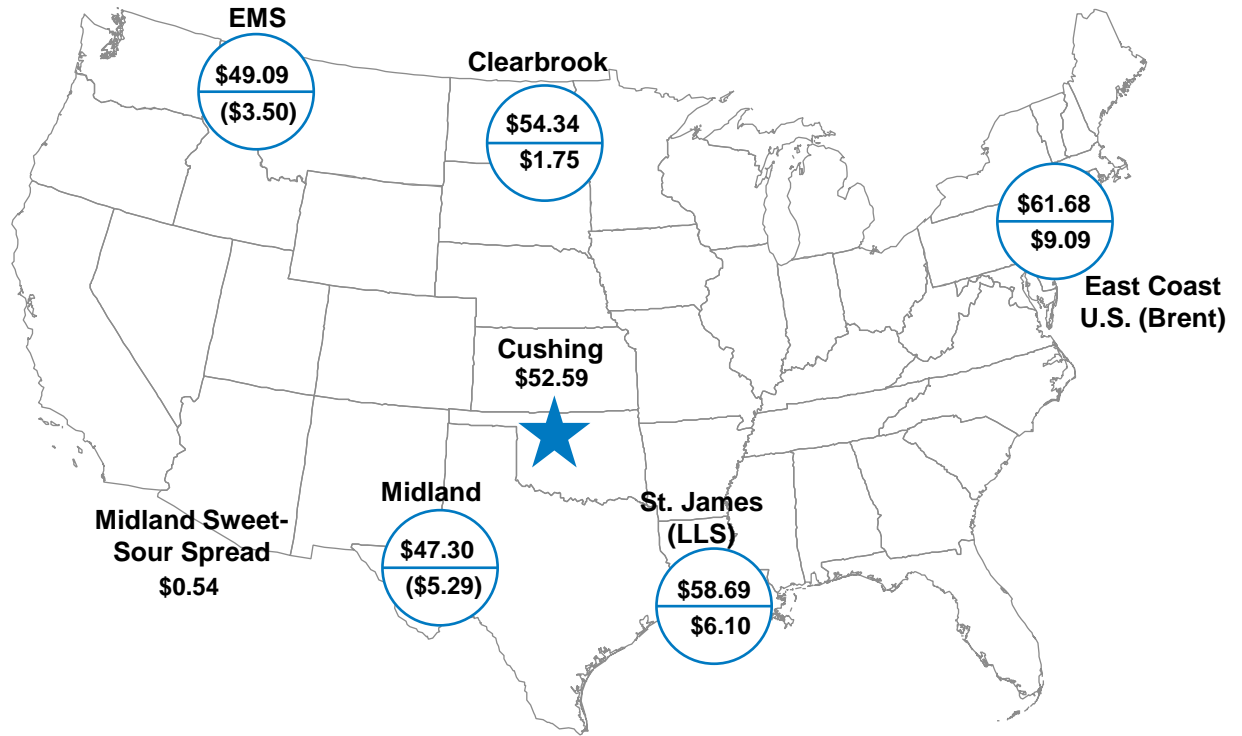 EMS
$49.09
($3.50)
Clearbrook
$54.34
$1.75
$61.68
$9.09
East Coast
U.S. (Brent)
Cushing
$52.59
Midland
$47.30
($5.29)
Midland Sweet-
Sour Spread
$0.54
St. James
(LLS)
$58.69
$6.10